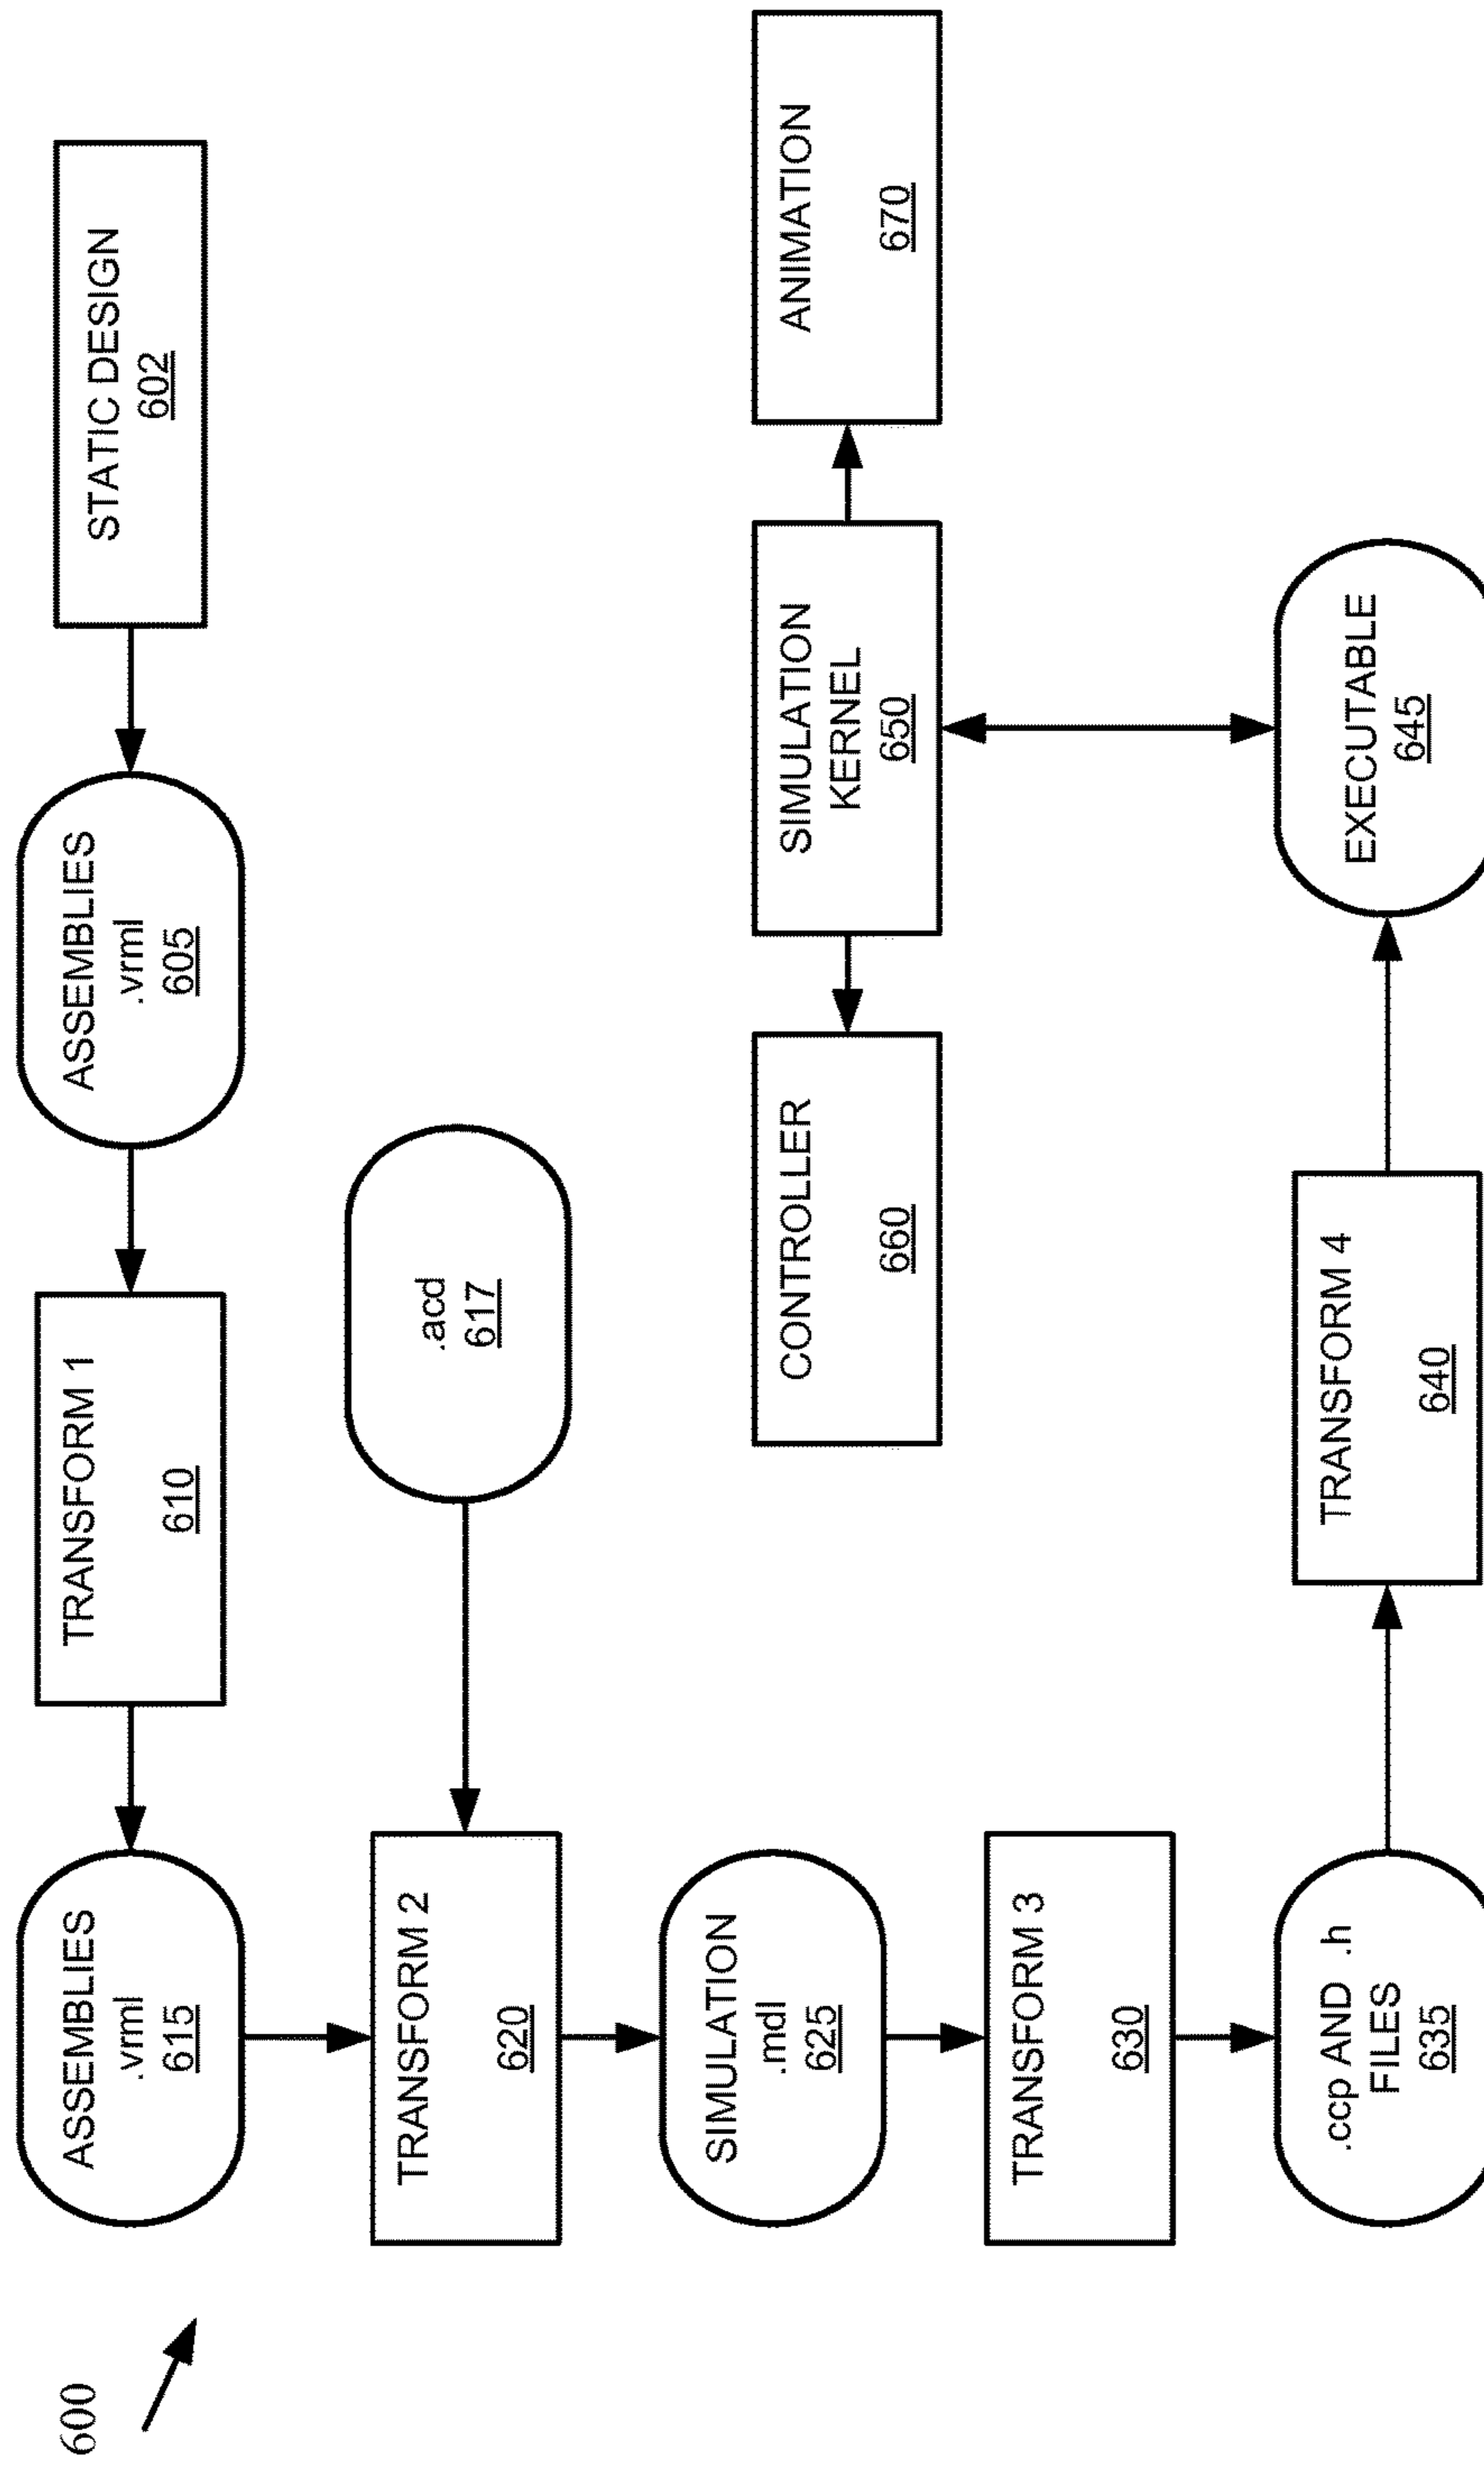 600
ASSEMBLIES
.vrml
615
TRANSFORM 1
610
ASSEMBLIES
.vrml
605
STATIC DESIGN
602
TRANSFORM 2
620
.acd
617
SIMULATION
.mdl
625
CONTROLLER
660
SIMULATION
KERNEL
650
ANIMATION
670
TRANSFORM 3
630
.ccp AND .h
FILES
635
TRANSFORM 4
640
EXECUTABLE
645